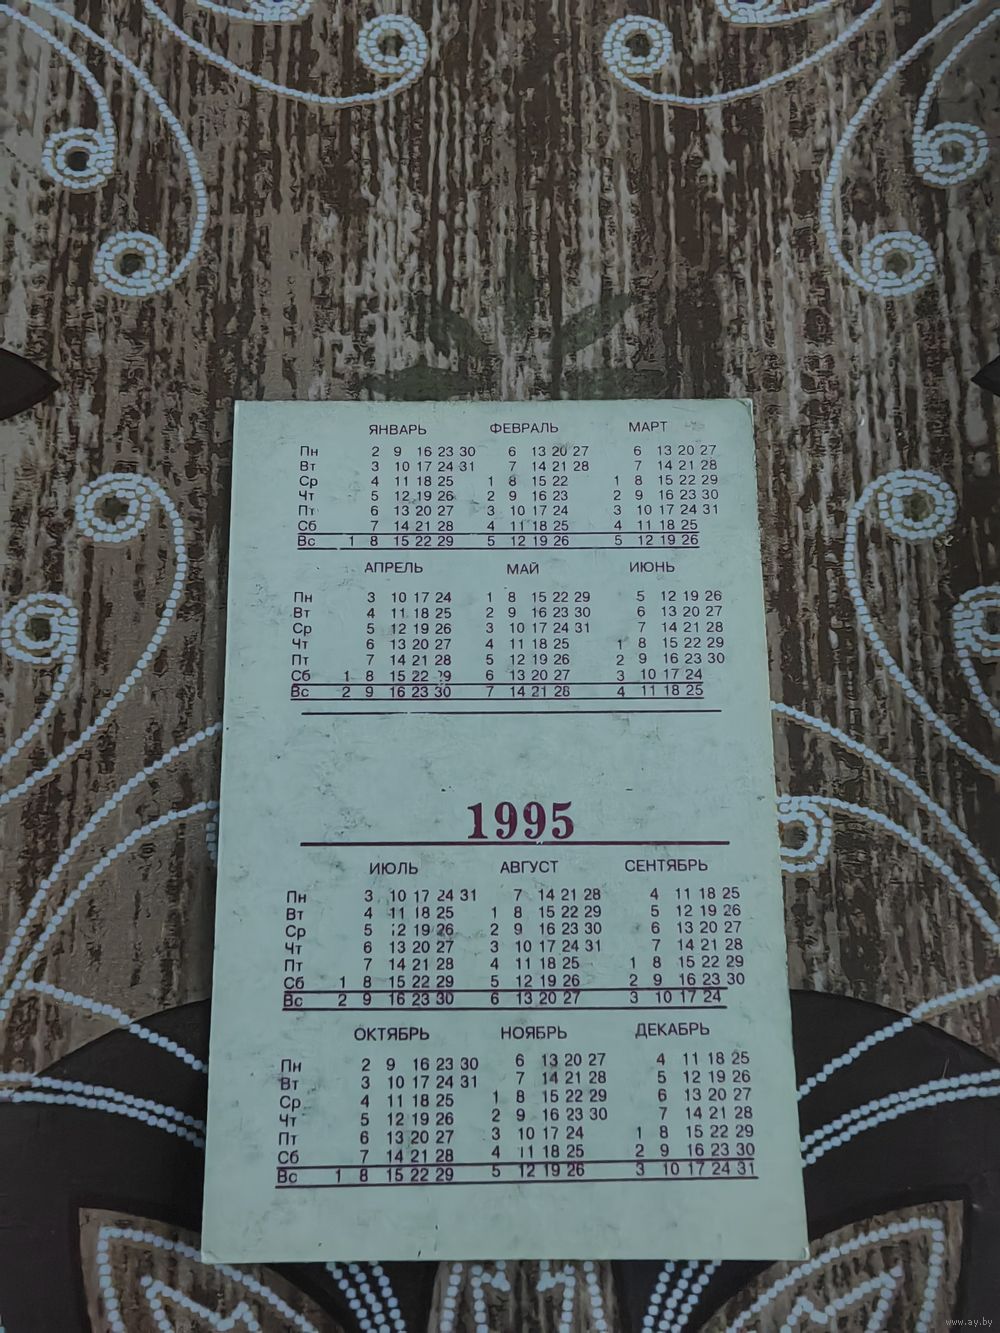 ЯНВАРЬ ФЕВРАЛЬ МАРТ
Пн 2 9 16 23 30 6 13 20 27 6 13 20 27
Вт 3 10 17 24 31 7 14 21 28 7 14 21 28
Ср 4 11 18 25 1 8 15 22 1 8 15 22 29
Чт 5 12 19 26 2 9 16 23 2 9 16 23 30
Пт 6 13 20 27 3 10 17 24 3 10 17 24 31
Сб 7 14 21 28 4 11 18 25 4 11 18 25
Вс 1 8 15 22 29 5 12 19 26 5 12 19 26
АПРЕЛЬ МАЙ ИЮНЬ
Пн 3 10 17 24 1 8 15 22 29 5 12 19 26
Вт 4 11 18 25 2 9 16 23 30 6 13 20 27
Ср 5 12 19 26 3 10 17 24 31 7 14 21 28
Чт 6 13 20 27 4 11 18 25 1 8 15 22 29
Пт 7 14 21 28 5 12 19 26 2 9 16 23 30
Сб 1 8 15 22 29 6 13 20 27 3 10 17 24
Вс 2 9 16 23 30 7 14 21 28 4 11 18 25
1995
ИЮЛЬ АВГУСТ СЕНТЯБРЬ
Пн 3 10 17 24 31 7 14 21 28 4 11 18 25
Вт 4 11 18 25 1 8 15 22 29 5 12 19 26
Ср 5 12 19 26 2 9 16 23 30 6 13 20 27
Чт 6 13 20 27 3 10 17 24 31 7 14 21 28
Пт 7 14 21 28 4 11 18 25 1 8 15 22 29
Сб 1 8 15 22 29 5 12 19 26 2 9 16 23 30
Вс 2 9 16 23 30 6 13 20 27 3 10 17 24
ОКТЯБРЬ НОЯБРЬ ДЕКАБРЬ
Пн 2 9 16 23 30 6 13 20 27 4 11 18 25
Вт 3 10 17 24 31 7 14 21 28 5 12 19 26
Ср 4 11 18 25 1 8 15 22 29 6 13 20 27
Чт 5 12 19 26 2 9 16 23 30 7 14 21 28
Пт 6 13 20 27 3 10 17 24 1 8 15 22 29
Сб 7 14 21 28 4 11 18 25 2 9 16 23 30
Вс 1 8 15 22 29 5 12 19 26 3 10 17 24 31
www.ay.by